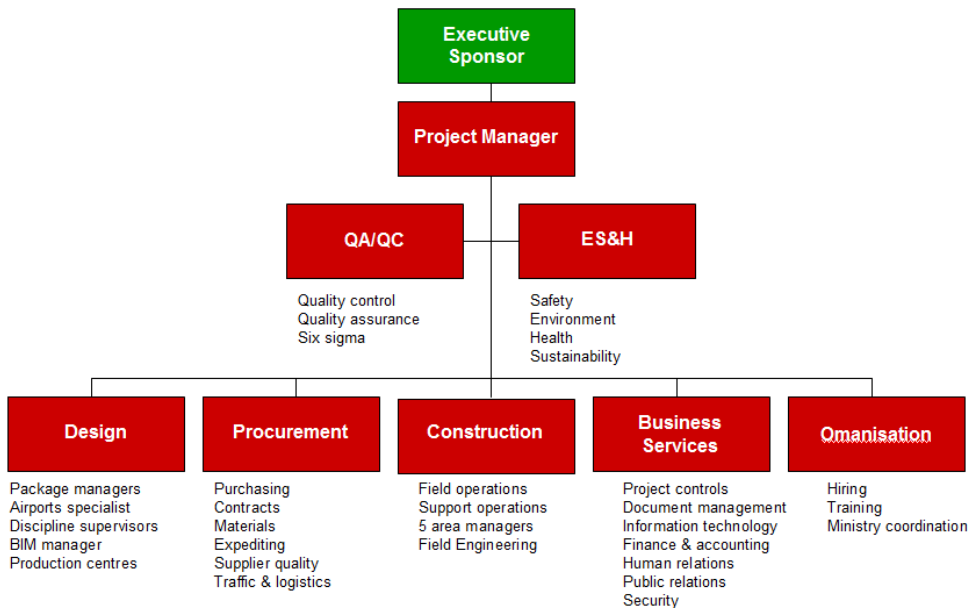 Executive
Sponsor
Project Manager
QA/QC
Quality control
Quality assurance
Six sigma
ES&H
Safety
Environment
Health
Sustainability
Design
Package managers
Airports specialist
Discipline supervisors
BIM manager
Production centres
Procurement
Purchasing
Contracts
Materials
Expediting
Supplier quality
Traffic & logistics
Construction
Field operations
Support operations
5 area managers
Field Engineering
Business
Services
Project controls
Document management
Information technology
Finance & accounting
Human relations
Public relations
Security
Omanisation
Hiring
Training
Ministry coordination